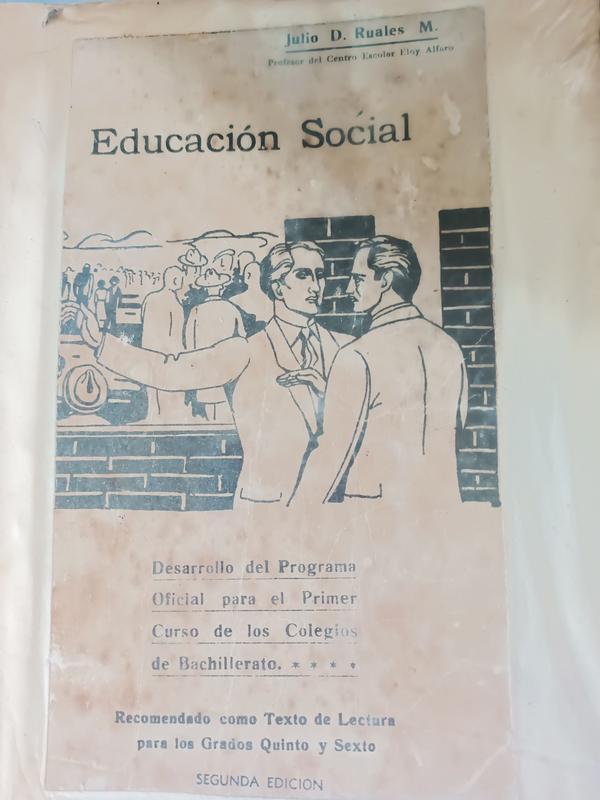 Julio D. Ruales M.
Profesor del Centro Escolar Eloy Alfaro
Educación Social
Desarrollo del Programa
Oficial para el Primer
Curso de los Colegios
de Bachillerato. * * * *
Recomendado como Texto de Lectura
para los Grados Quinto y Sexto
SEGUNDA EDICION